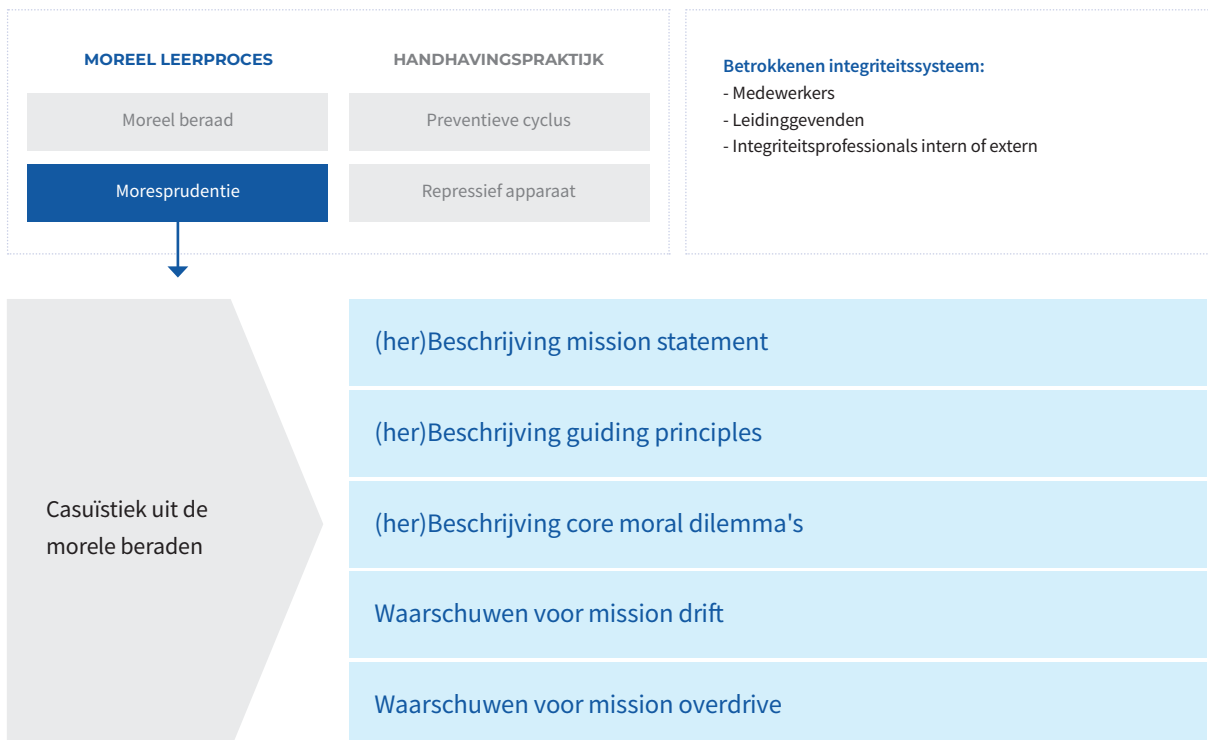 MOREEL LEERPROCES
HANDHAVINGSPRAKTIJK
Moreel beraad
Preventieve cyclus
Moresprudentie
Repressief apparaat
Betrokkenen integriteitssysteem:
- Medewerkers
- Leidinggevenden
- Integriteitsprofessionals intern of extern
Casuïstiek uit de
morele beraden
(her)Beschrijving mission statement
(her)Beschrijving guiding principles
(her)Beschrijving core moral dilemma's
Waarschuwen voor mission drift
Waarschuwen voor mission overdrive